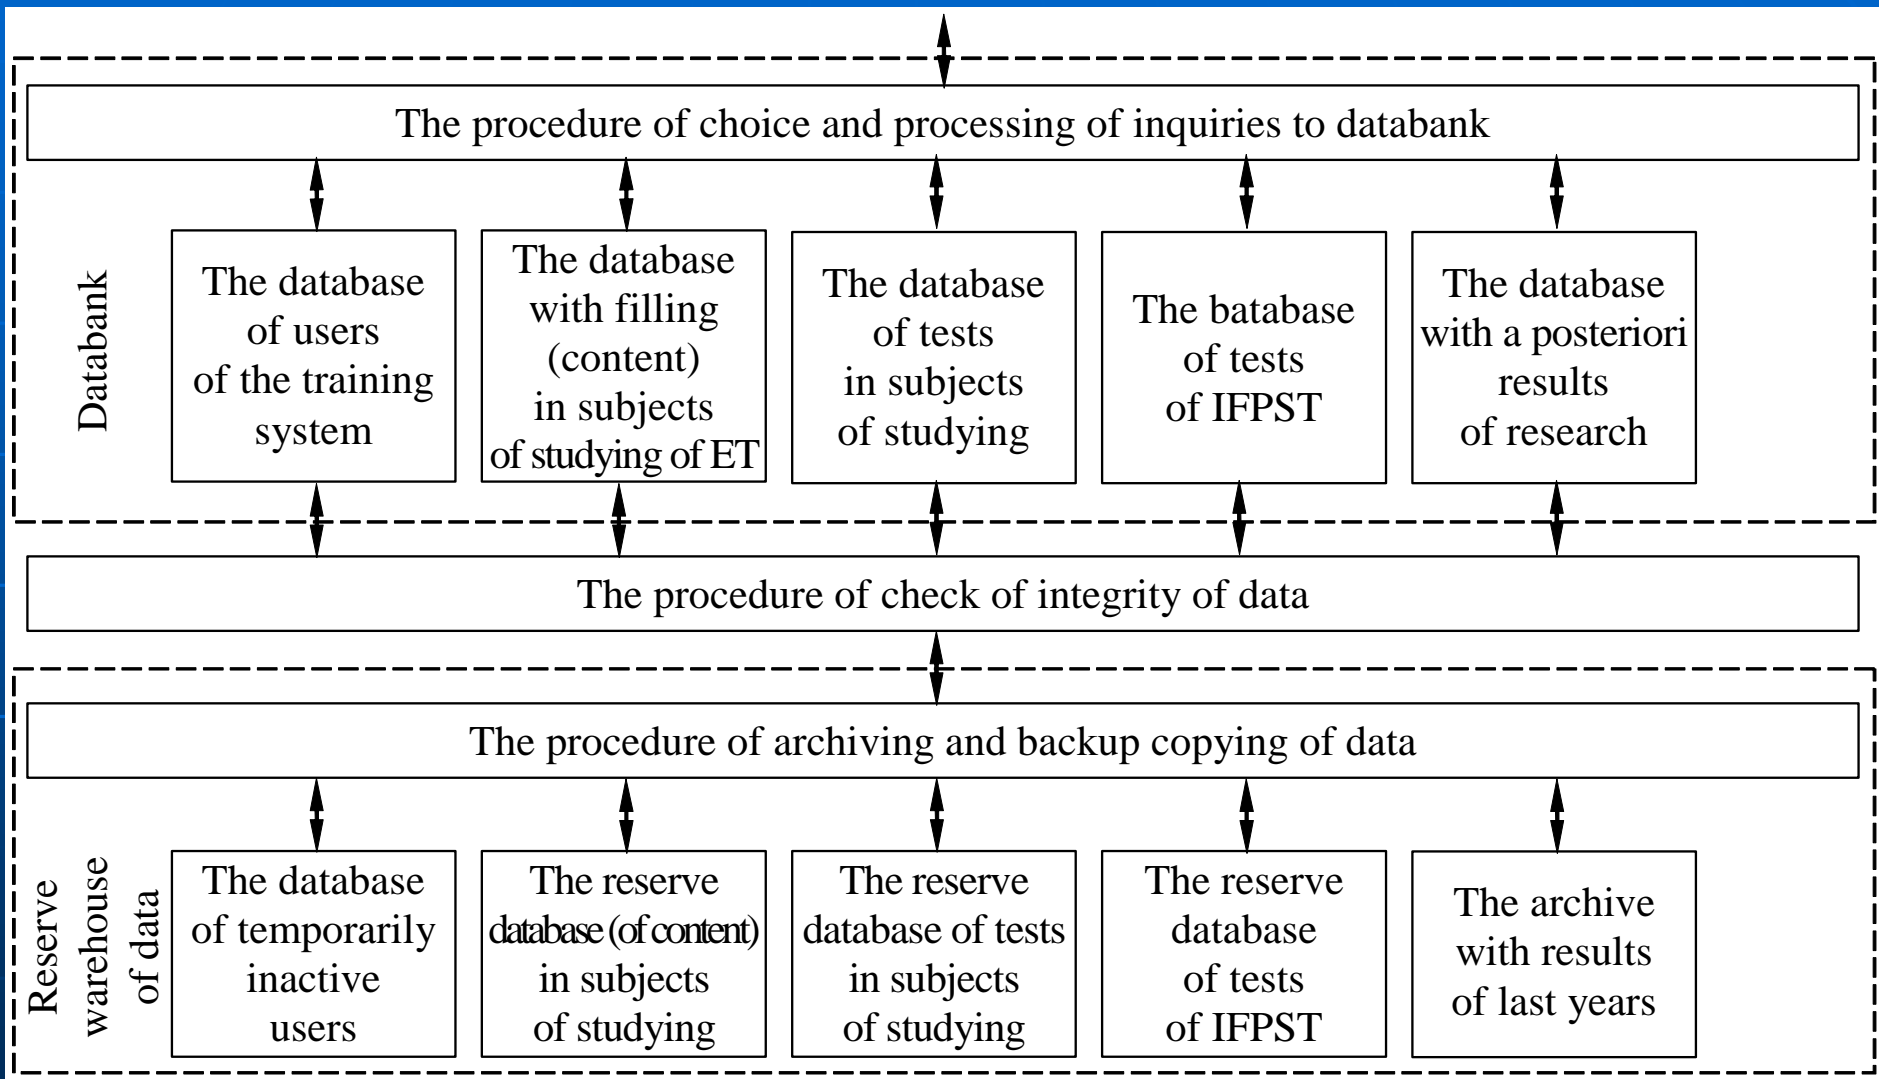 The procedure of choice and processing of inquiries to databank
Databank
The database
of users
of the training
system
The database
with filling
(content)
in subjects
of studying of ET
The database
of tests
in subjects
of studying
The batabase
of tests
of IFPST
The database
with a posteriori
results
of research
The procedure of check of integrity of data
The procedure of archiving and backup copying of data
Reserve
warehouse
of data
The database
of temporarily
inactive
users
The reserve
database (of content)
in subjects
of studying
The reserve
database of tests
in subjects
of studying
The reserve
database
of tests
of IFPST
The archive
with results
of last years